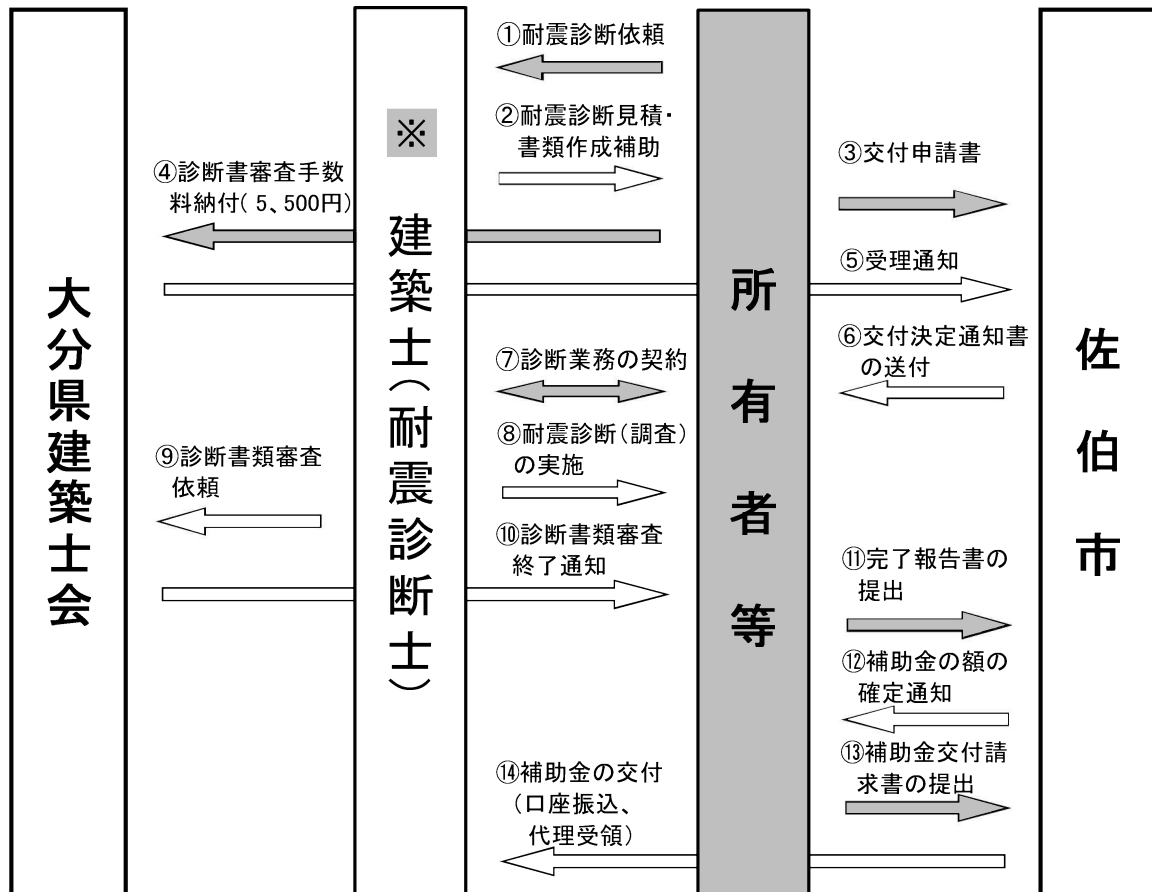 ①耐震診断依頼
②耐震診断見積・
書類作成補助
③交付申請書
④診断書審査手数
料納付( 5、500円)
⑤受理通知
⑥交付決定通知書
の送付
⑦診断業務の契約
⑧耐震診断(調査)
の実施
⑨診断書類審査
依頼
⑩診断書類審査
終了通知
⑪完了報告書の
提出
⑫補助金の額の
確定通知
⑬補助金交付請
求書の提出
⑭補助金の交付
(口座振込、
代理受領)
大分県建築士会
※
建築士(耐震診断士)
所有者等
佐伯市